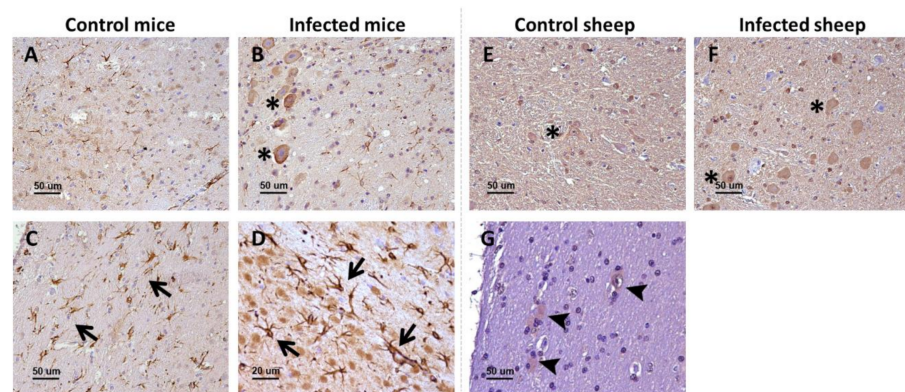 Control mice Infected mice Control sheep Infected sheep
A B E F
* * * * *
50 um 50 um 50 um 50 um
C D G
50 um 20 um 50 um